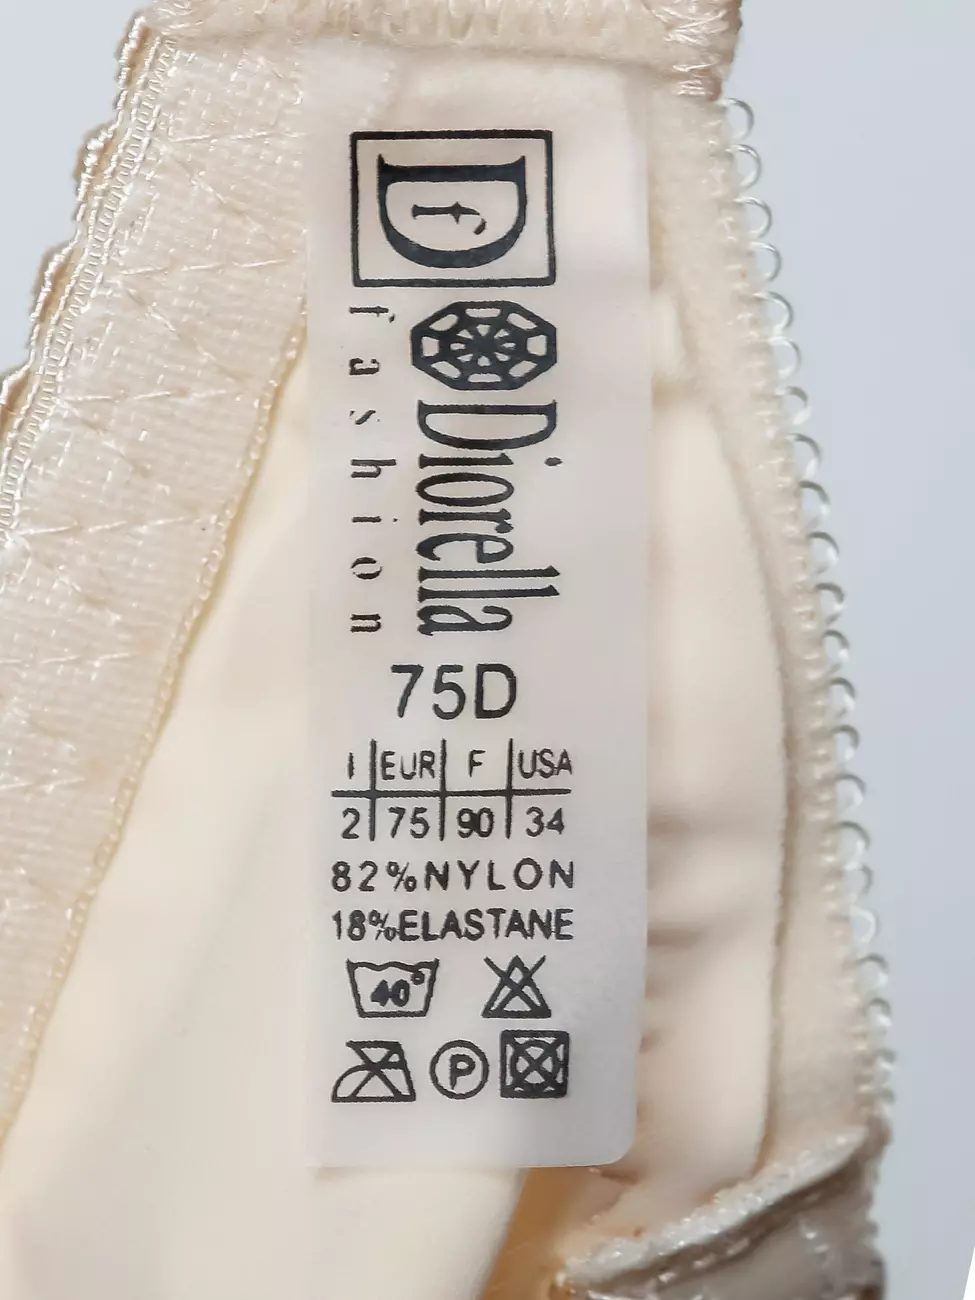 Df
Diorella
fashion
75D
I EUR F USA
2 75 90 34
82%NYLON
18%ELASTANE
40°
P